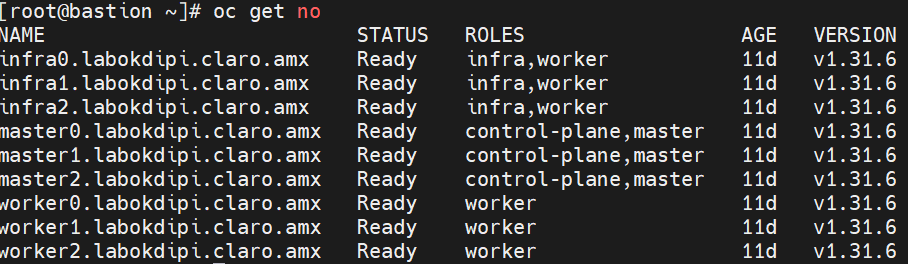 [root@bastion ~]# oc get no
NAME STATUS ROLES AGE VERSION
infra0.labokdipi.claro.amx Ready infra,worker 11d v1.31.6
infra1.labokdipi.claro.amx Ready infra,worker 11d v1.31.6
infra2.labokdipi.claro.amx Ready infra,worker 11d v1.31.6
master0.labokdipi.claro.amx Ready control-plane,master 11d v1.31.6
master1.labokdipi.claro.amx Ready control-plane,master 11d v1.31.6
master2.labokdipi.claro.amx Ready control-plane,master 11d v1.31.6
worker0.labokdipi.claro.amx Ready worker 11d v1.31.6
worker1.labokdipi.claro.amx Ready worker 11d v1.31.6
worker2.labokdipi.claro.amx Ready worker 11d v1.31.6